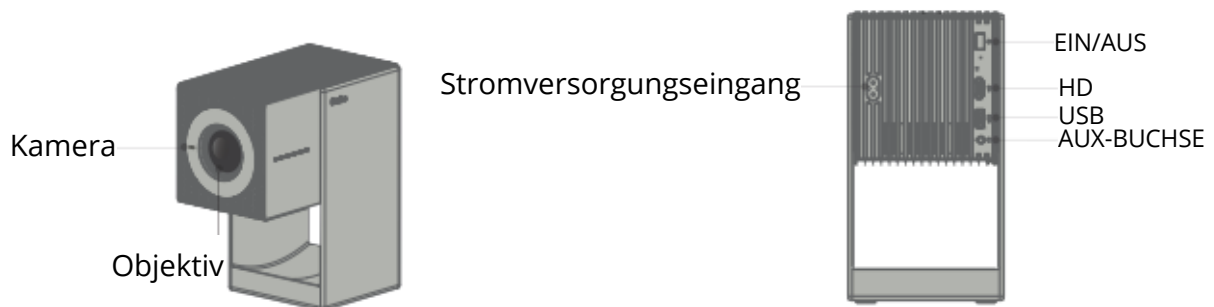 Kamera
Objektiv
Stromversorgungseingang
EIN/AUS
HD
USB
AUX-BUCHSE